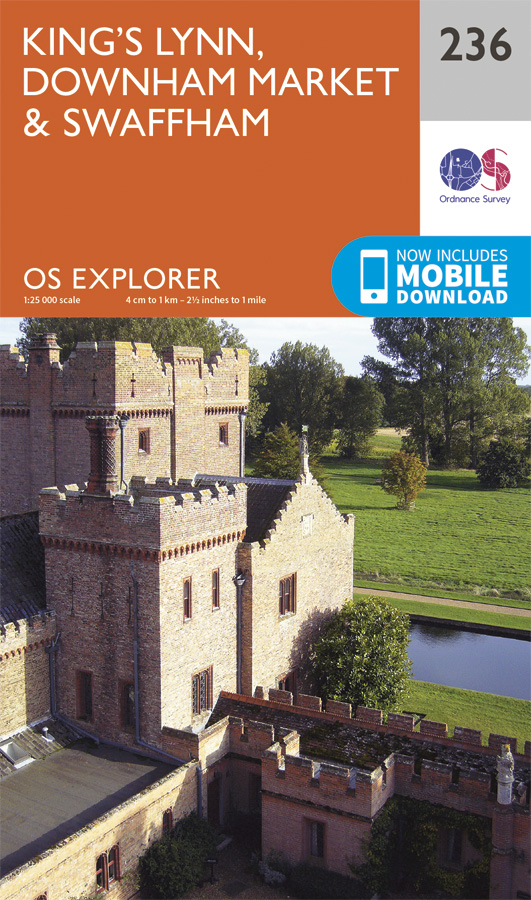 KING'S LYNN,
DOWNHAM MARKET
& SWAFFHAM
236
Ordnance Survey
OS EXPLORER
1:25 000 scale 4 cm to 1 km – 2½ inches to 1 mile
NOW INCLUDES
MOBILE
DOWNLOAD